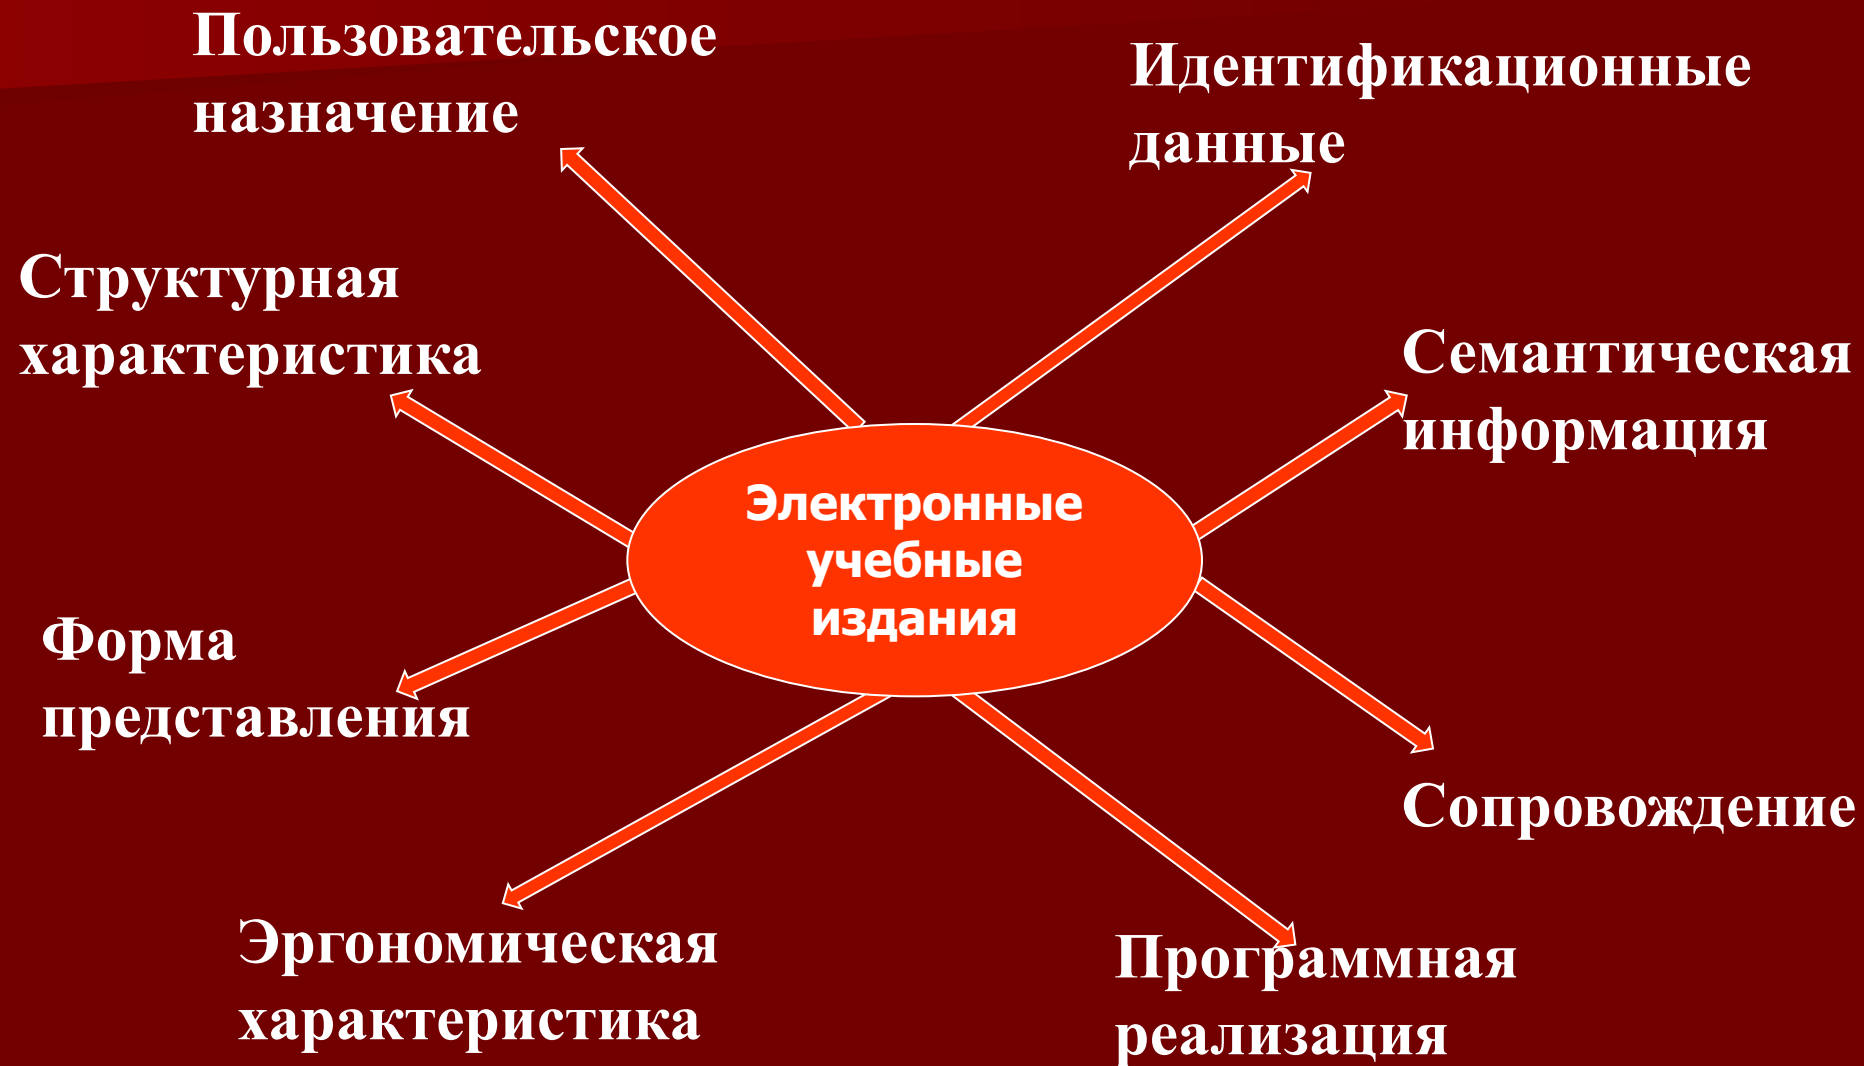 Пользовательское
назначение
Идентификационные
данные
Структурная
характеристика
Семантическая
информация
Электронные
учебные
издания
Форма
представления
Сопровождение
Эргономическая
характеристика
Программная
реализация